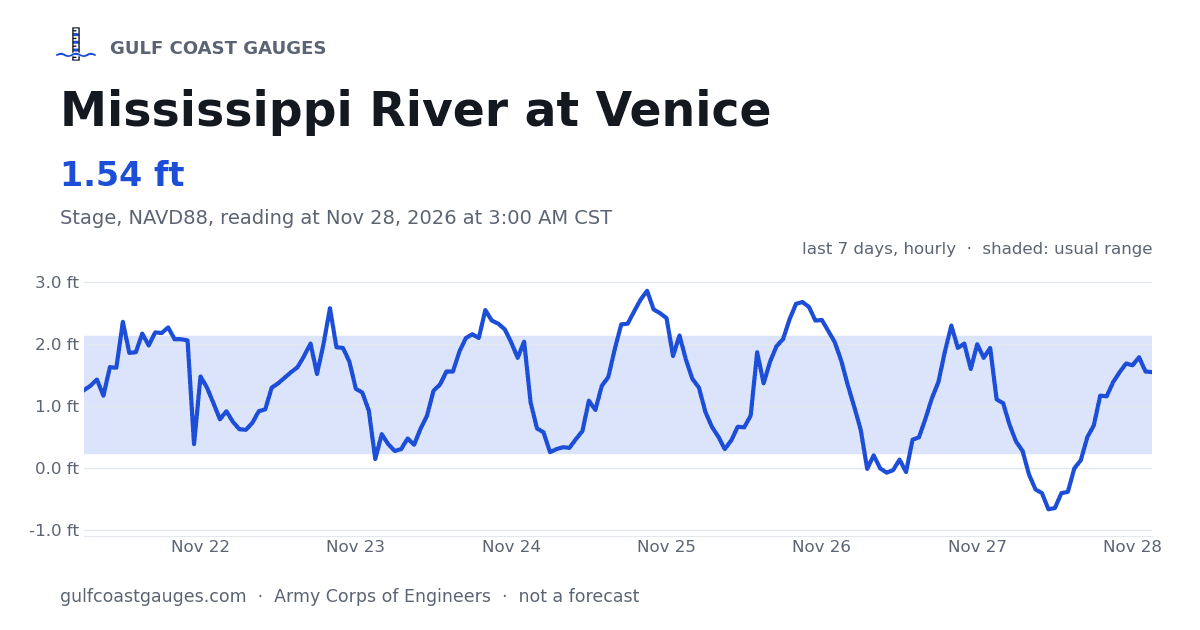 GULF COAST GAUGES
Mississippi River at Venice
1.54 ft
Stage, NAVD88, reading at Nov 28, 2026 at 3:00 AM CST
last 7 days, hourly · shaded: usual range
3.0 ft
2.0 ft
1.0 ft
0.0 ft
-1.0 ft
Nov 22 Nov 23 Nov 24 Nov 25 Nov 26 Nov 27 Nov 28
gulfcoastgauges.com · Army Corps of Engineers · not a forecast